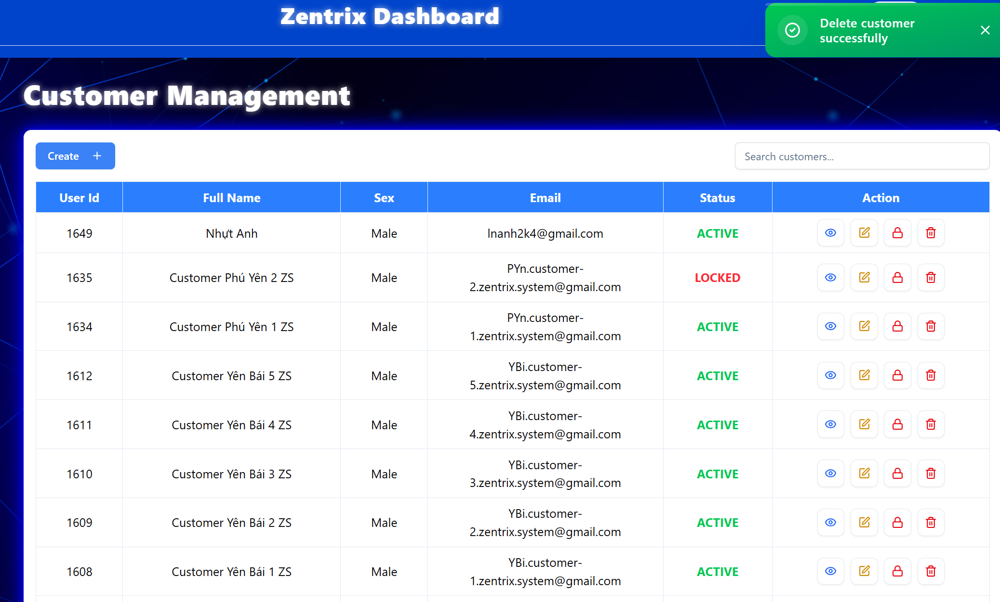 Zentrix Dashboard
Delete customer
successfully
Customer Management
Create
Search customers...
User Id Full Name Sex Email Status Action
1649 Nhựt Anh Male lnanh2k4@gmail.com ACTIVE
1635 Customer Phú Yên 2 ZS Male PYn.customer-
2.zentrix.system@gmail.com LOCKED
1634 Customer Phú Yên 1 ZS Male PYn.customer-
1.zentrix.system@gmail.com ACTIVE
1612 Customer Yên Bái 5 ZS Male YBi.customer-
5.zentrix.system@gmail.com ACTIVE
1611 Customer Yên Bái 4 ZS Male YBi.customer-
4.zentrix.system@gmail.com ACTIVE
1610 Customer Yên Bái 3 ZS Male YBi.customer-
3.zentrix.system@gmail.com ACTIVE
1609 Customer Yên Bái 2 ZS Male YBi.customer-
2.zentrix.system@gmail.com ACTIVE
1608 Customer Yên Bái 1 ZS Male YBi.customer-
1.zentrix.system@gmail.com ACTIVE